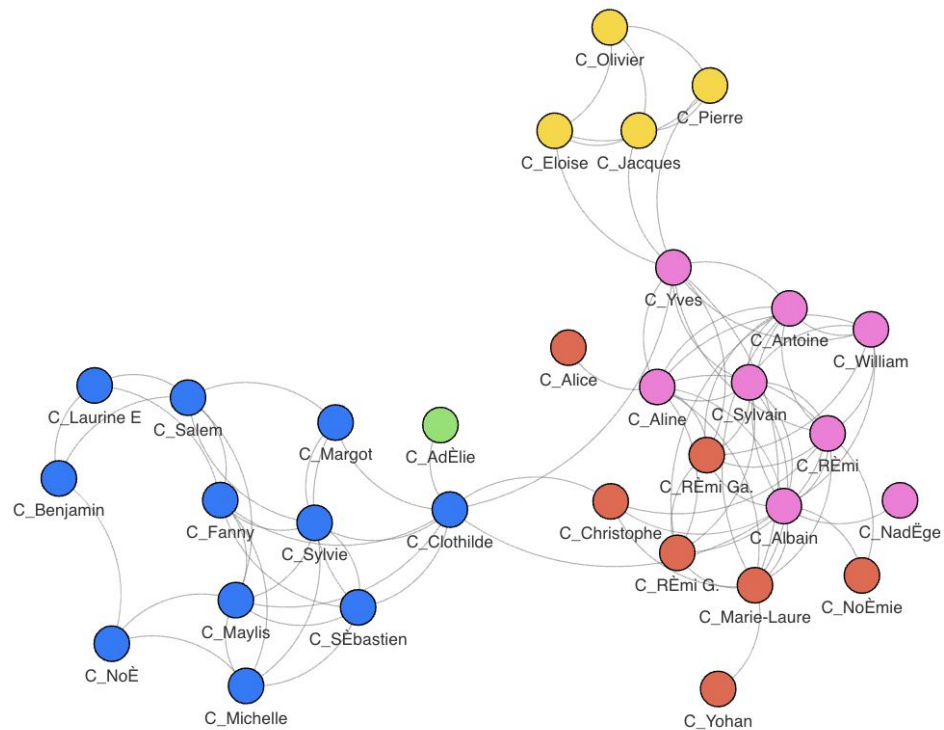 C_Olivier
C_Pierre
C_Eloise
C_Jacques
C_Yves
C_Antoine
C_William
C_Alice
C_Aline
C_Sylvain
C_Laurine E
C_Salem
C_Margot
C_AdÈlie
C_RÈmi
C_RÈmi Ga.
C_Benjamin
C_Fanny
C_Sylvie
C_Clothilde
C_Christophe
C_Albain
C_NadËge
C_RÈmi G.
C_Marie-Laure
C_NoÈmie
C_Maylis
C_SÈbastien
C_NoÈ
C_Michelle
C_Yohan